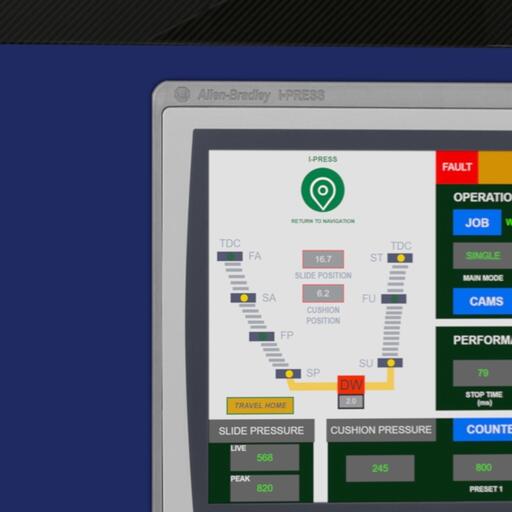 Allen-Bradley I-PRESS
I-PRESS
RETURN TO NAVIGATION
TDC
FA
SA
FP
SP
16.7
SLIDE POSITION
6.2
CUSHION
POSITION
TDC
ST
FU
SU
DW
2.0
TRAVEL HOME
SLIDE PRESSURE
LIVE
568
PEAK
820
CUSHION PRESSURE
245
FAULT
OPERATIO
JOB W
SINGLE
MAIN MODE
CAMS
PERFORMA
79
STOP TIME
(ms)
COUNTE
800
PRESET 1